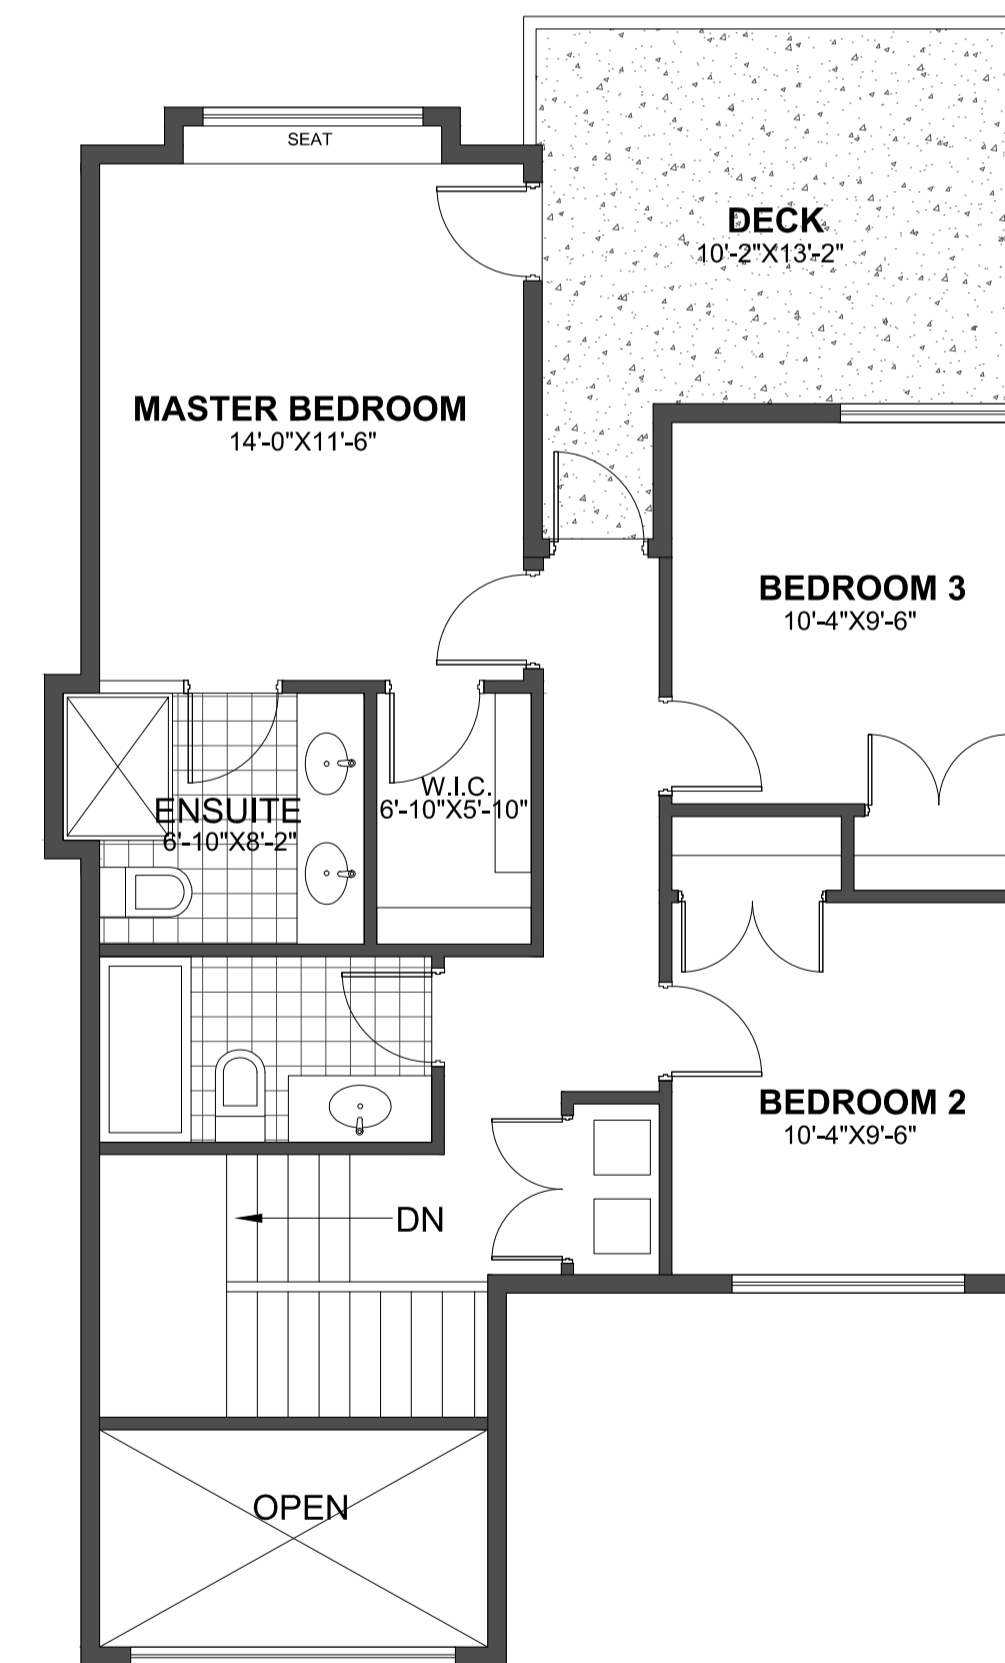 SEAT
DECK
10'-2"X13'-2"
MASTER BEDROOM
14'-0"X11'-6"
BEDROOM 3
10'-4"X9'-6"
W.I.C.
6'-10"X5'-10"
ENSUITE
6'-10"X8'-2"
BEDROOM 2
10'-4"X9'-6"
DN
OPEN